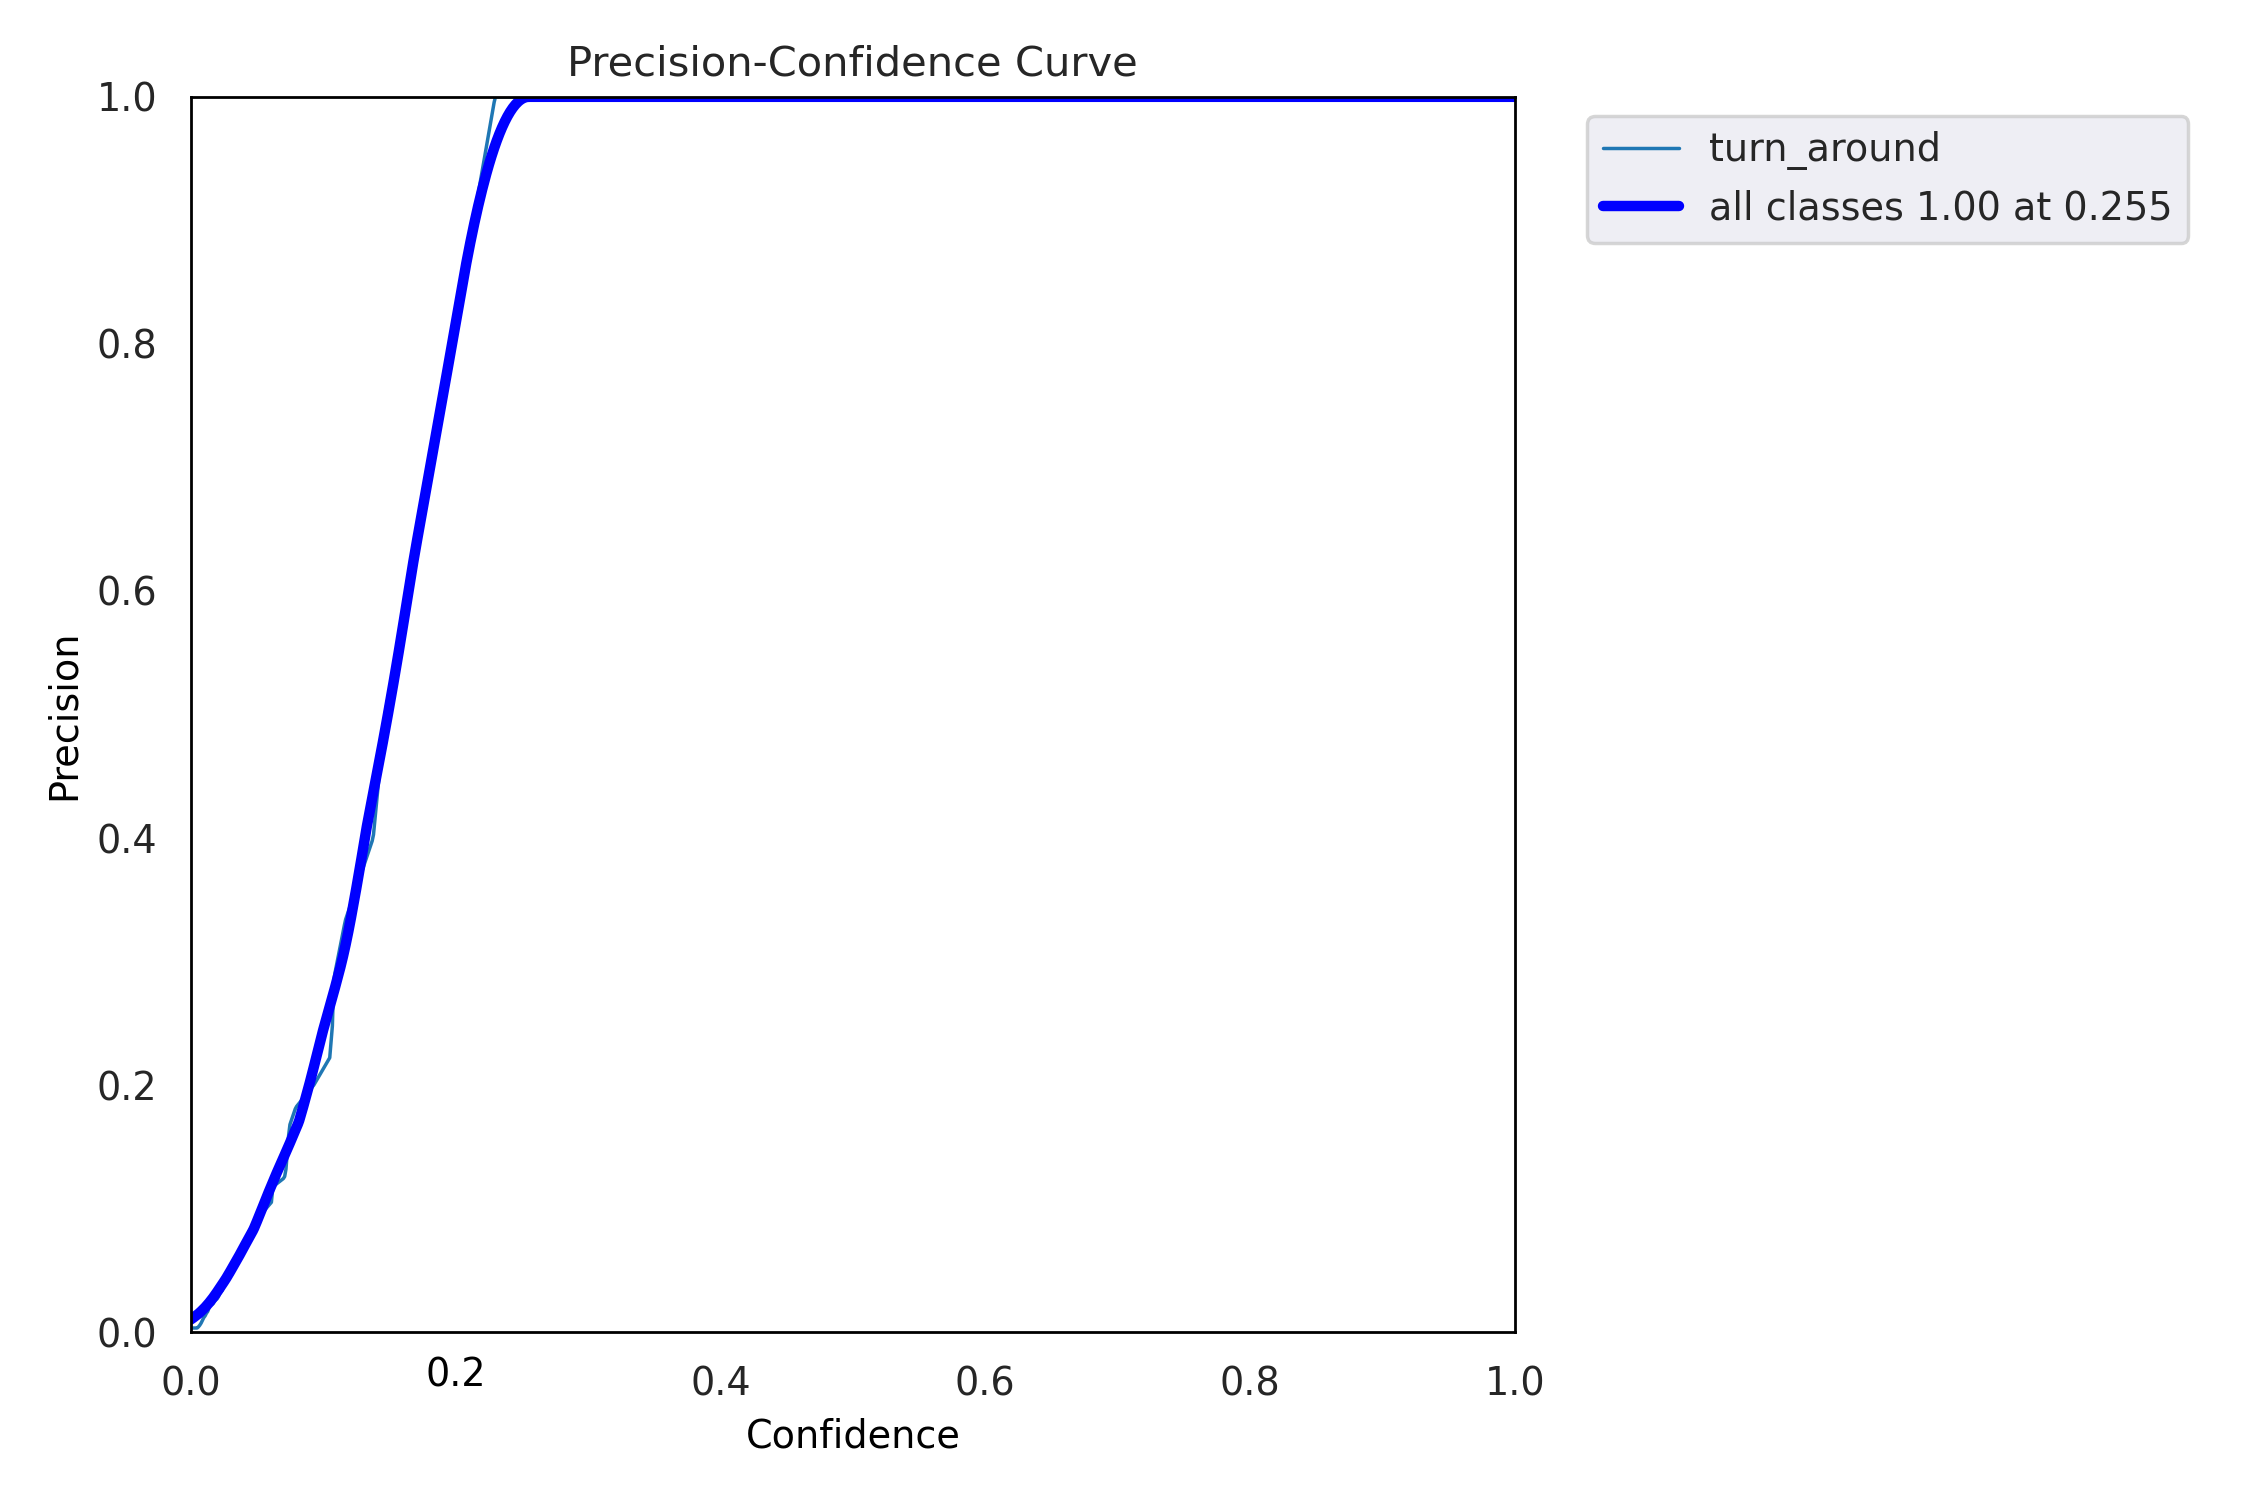 Precision-Confidence Curve
turn_around
all classes 1.00 at 0.255
Precision
1.0
0.8
0.6
0.4
0.2
0.0
0.0 0.2 0.4 0.6 0.8 1.0
Confidence